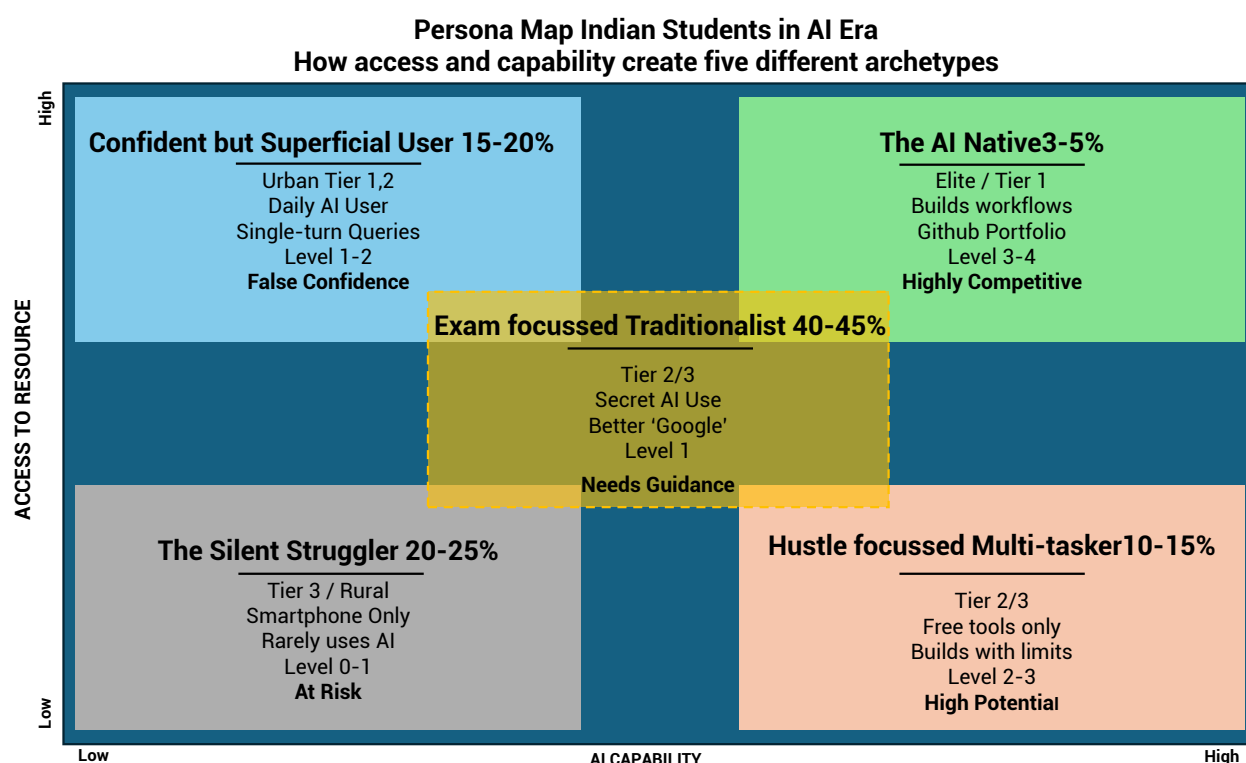 Persona Map Indian Students in AI Era
How access and capability create five different archetypes
High
Confident but Superficial User 15-20%
Urban Tier 1,2
Daily AI User
Single-turn Queries
Level 1-2
False Confidence
The AI Native3-5%
Elite / Tier 1
Builds workflows
Github Portfolio
Level 3-4
Highly Competitive
ACCESS TO RESOURCE
Exam focussed Traditionalist 40-45%
Tier 2/3
Secret AI Use
Better ‘Google’
Level 1
Needs Guidance
The Silent Struggler 20-25%
Tier 3 / Rural
Smartphone Only
Rarely uses AI
Level 0-1
At Risk
Hustle focussed Multi-tasker10-15%
Tier 2/3
Free tools only
Builds with limits
Level 2-3
High Potential
Low
Low
AI CAPABILITY
High